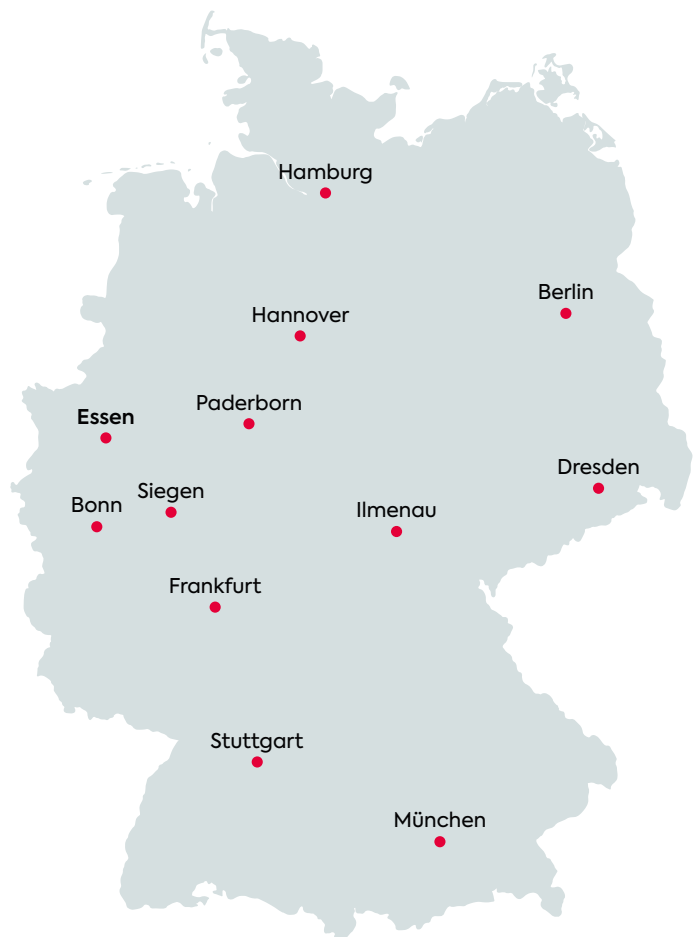 Hamburg
Berlin
Hannover
Paderborn
Essen
Dresden
Siegen
Bonn
Ilmenau
Frankfurt
Stuttgart
München